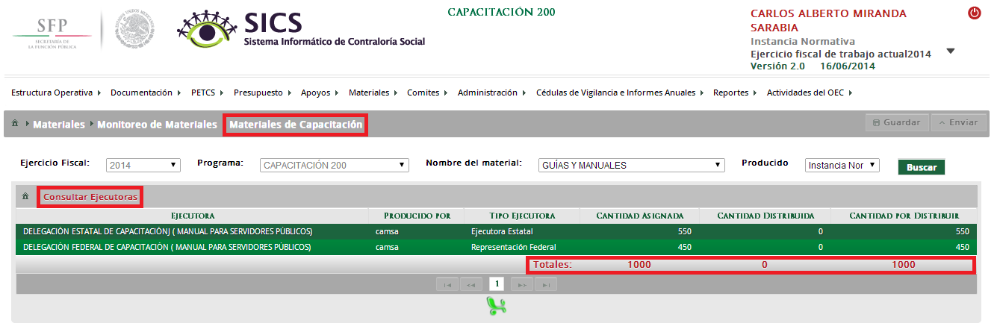 SFP
SECRETARÍA DE
LA FUNCIÓN PÚBLICA
ESTADOS UNIDOS MEXICANOS
SICS
Sistema Informático de Contraloría Social
CAPACITACIÓN 200
CARLOS ALBERTO MIRANDA
SARABIA
Instancia Normativa
Ejercicio fiscal de trabajo actual2014
Versión 2.0 16/06/2014
Estructura Operativa Documentación PETCS Presupuesto Apoyos Materiales Comites Administración Cédulas de Vigilancia e Informes Anuales Reportes Actividades del OEC
Materiales Monitoreo de Materiales Materiales de Capacitación Guardar Enviar
Ejercicio Fiscal: 2014 Programa: CAPACITACIÓN 200 Nombre del material: GUÍAS Y MANUALES Producido Instancia Nor Buscar
Consultar Ejecutoras
EJECUTORA PRODUCIDO POR TIPO EJECUTORA CANTIDAD ASIGNADA CANTIDAD DISTRIBUIDA CANTIDAD POR DISTRIBUIR
DELEGACIÓN ESTATAL DE CAPACITACIÓNJ ( MANUAL PARA SERVIDORES PÚBLICOS) camsa Ejecutora Estatal 550 0 550
DELEGACIÓN FEDERAL DE CAPACITACIÓN ( MANUAL PARA SERVIDORES PÚBLICOS) camsa Representación Federal 450 0 450
Totales: 1000 0 1000
1